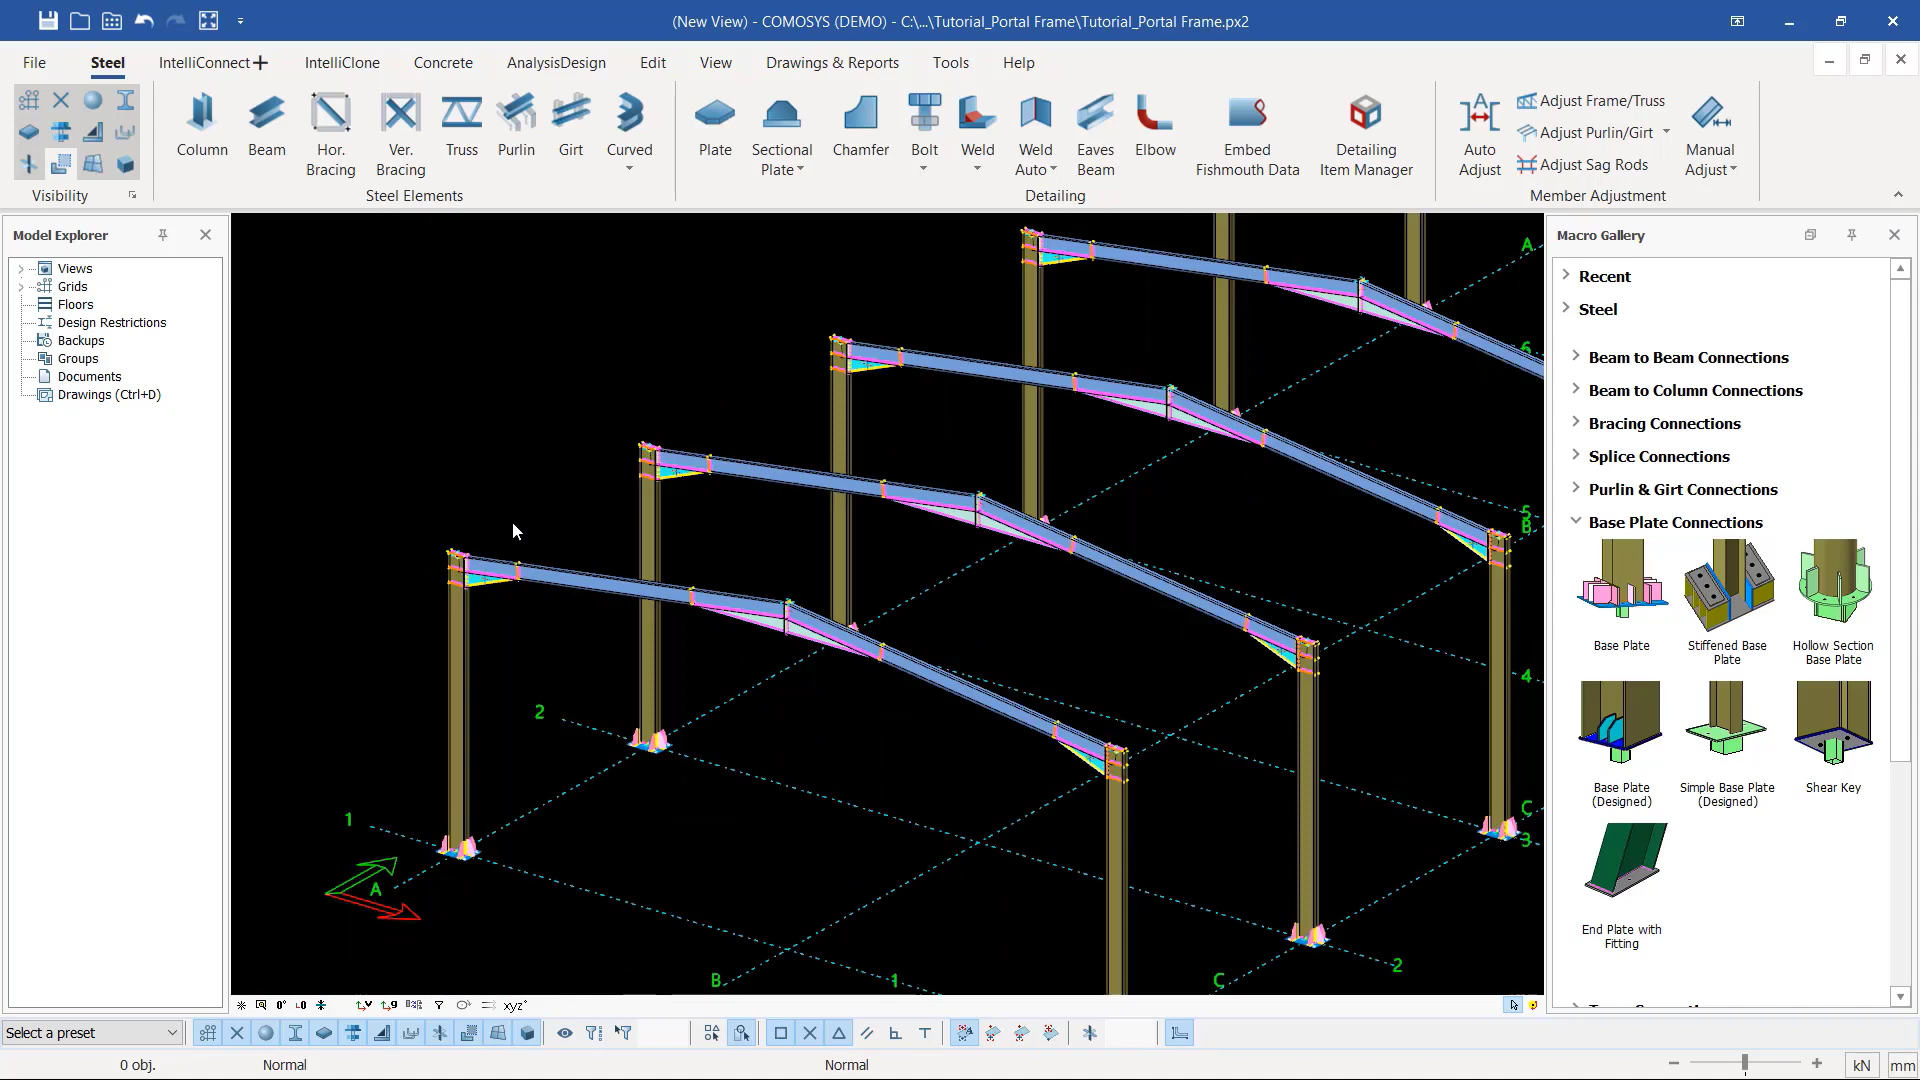 (New View) - COMOSYS (DEMO) - C:\...\Tutorial_Portal Frame\Tutorial_Portal Frame.px2
File
Steel
IntelliConnect
IntelliClone
Concrete
AnalysisDesign
Edit
View
Drawings & Reports
Tools
Help
Column
Beam
Hor.
Bracing
Ver.
Bracing
Truss
Purlin
Girt
Curved
Plate
Sectional
Plate
Chamfer
Bolt
Weld
Weld
Auto
Eaves
Beam
Elbow
Embed
Fishmouth Data
Detailing
Item Manager
Auto
Adjust
Adjust Frame/Truss
Adjust Purlin/Girt
Adjust Sag Rods
Manual
Adjust
Visibility
Steel Elements
Detailing
Member Adjustment
Model Explorer
Views
Grids
Floors
Design Restrictions
Backups
Groups
Documents
Drawings (Ctrl+D)
A
6
5
B
4
2
1
C
3
A
B
1
C
2
Macro Gallery
Recent
Steel
Beam to Beam Connections
Beam to Column Connections
Bracing Connections
Splice Connections
Purlin & Girt Connections
Base Plate Connections
Base Plate
Stiffened Base
Plate
Hollow Section
Base Plate
Base Plate
(Designed)
Simple Base Plate
(Designed)
Shear Key
End Plate with
Fitting
xyz
Select a preset
0 obj.
Normal
Normal
kN
mm